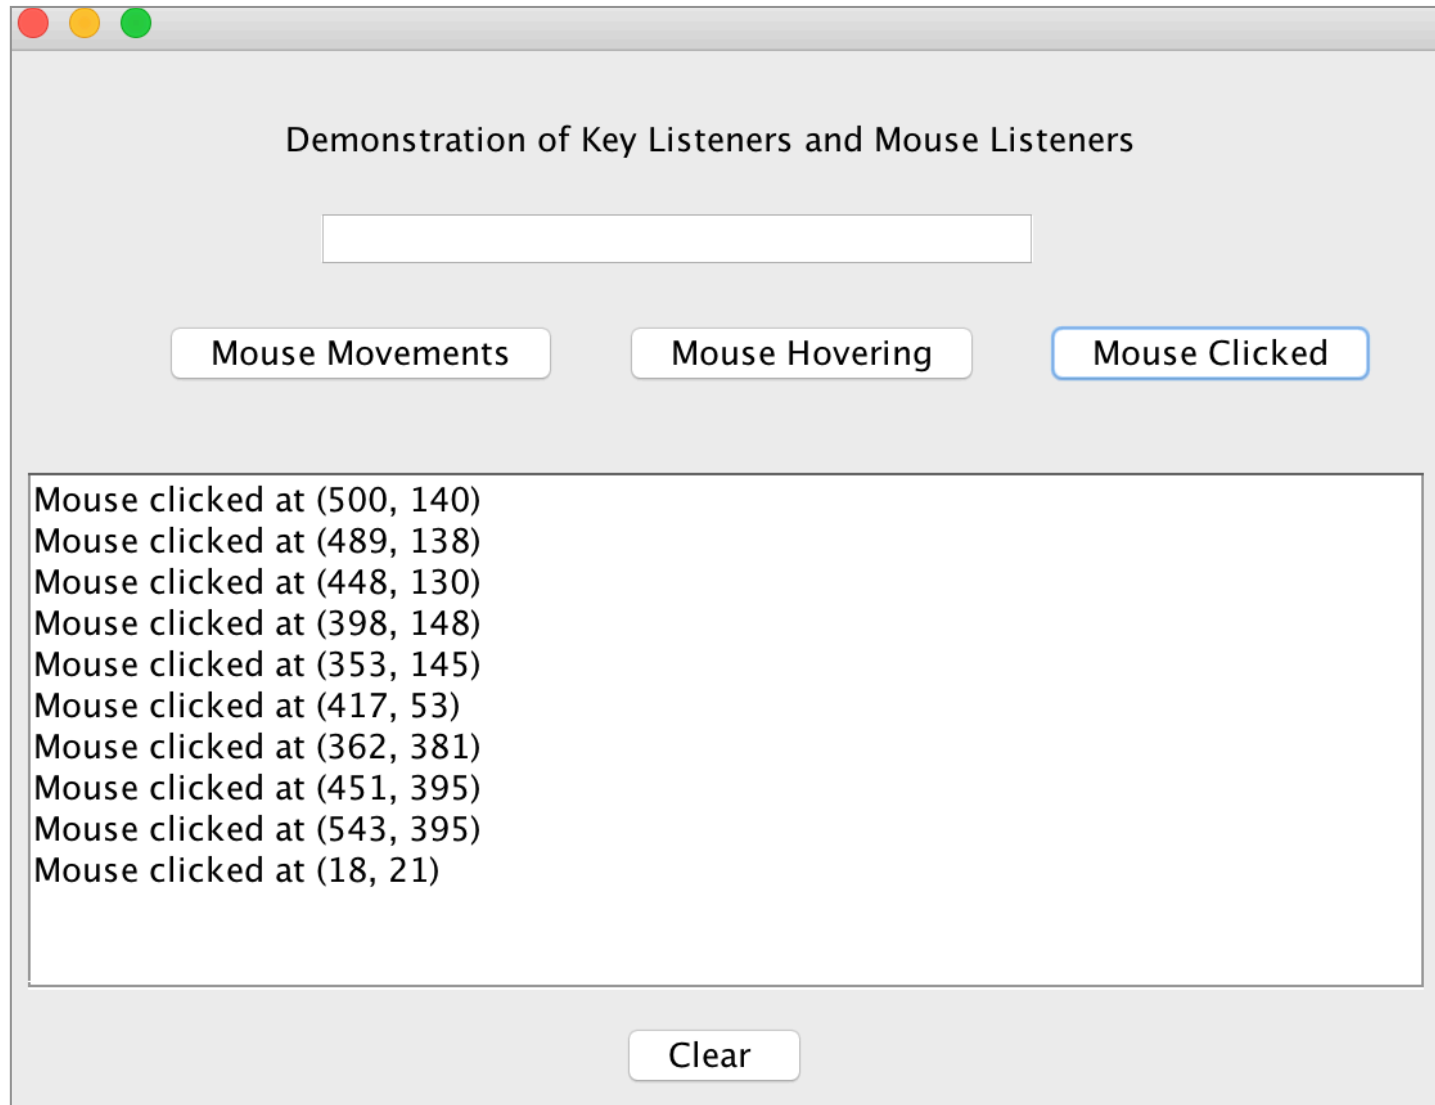 Demonstration of Key Listeners and Mouse Listeners
Mouse Movements Mouse Hovering Mouse Clicked
Mouse clicked at (500, 140)
Mouse clicked at (489, 138)
Mouse clicked at (448, 130)
Mouse clicked at (398, 148)
Mouse clicked at (353, 145)
Mouse clicked at (417, 53)
Mouse clicked at (362, 381)
Mouse clicked at (451, 395)
Mouse clicked at (543, 395)
Mouse clicked at (18, 21)
Clear